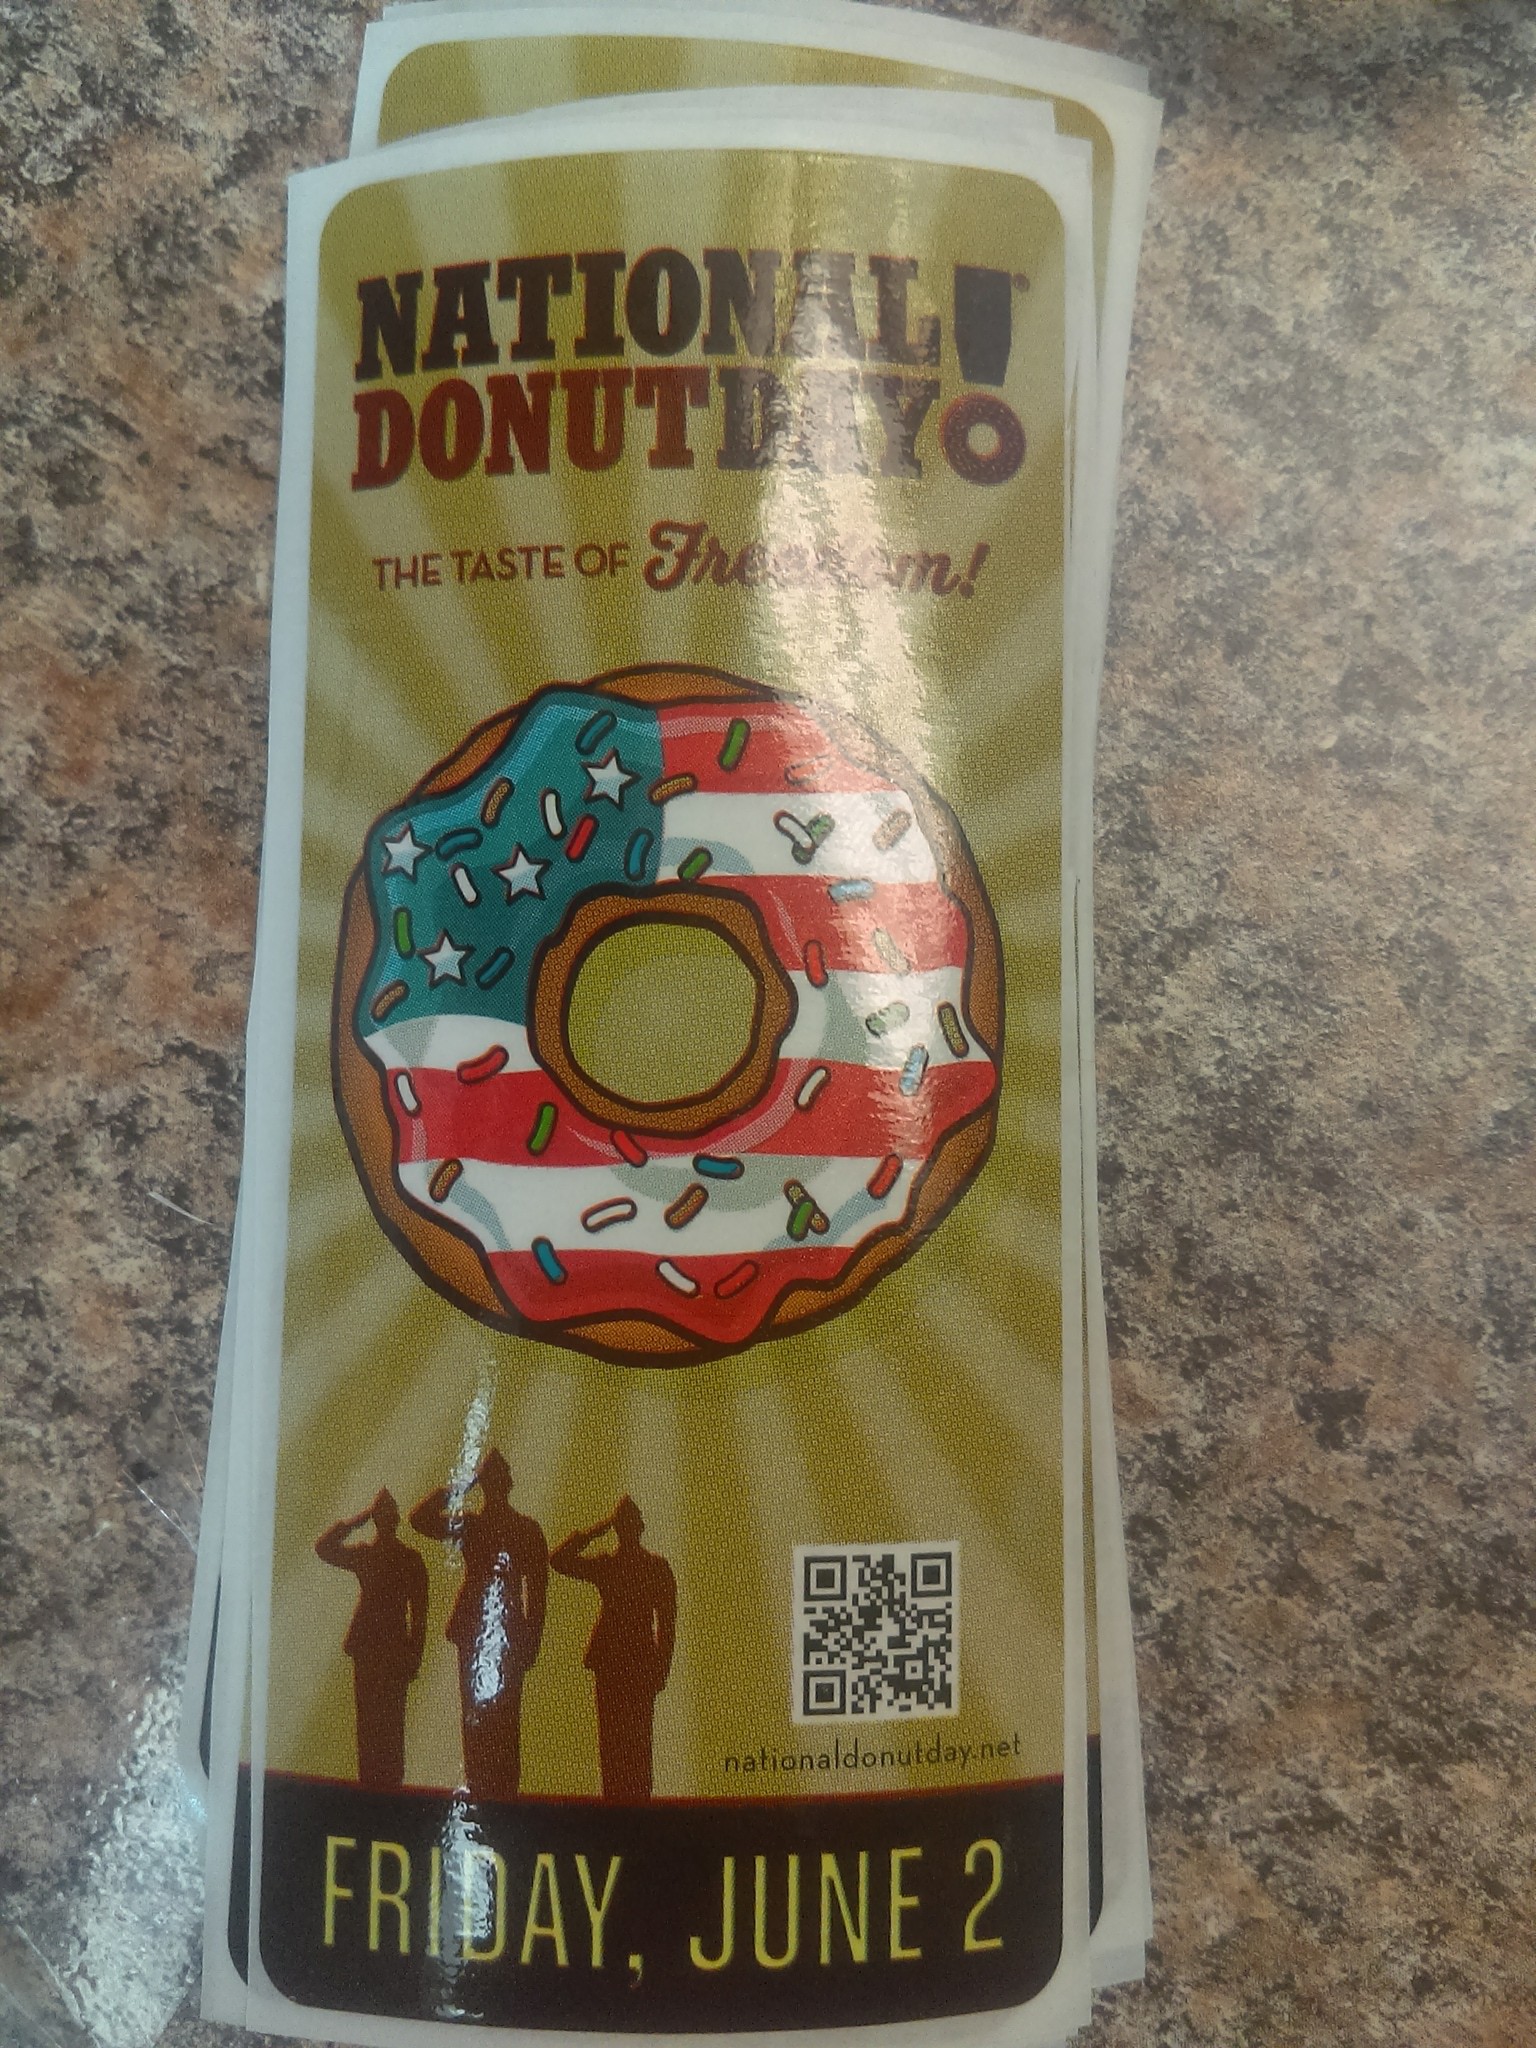 NATIONAL!®
DONUT DAY
THE TASTE OF Freedom!
nationaldonutday.net
FRIDAY, JUNE 2